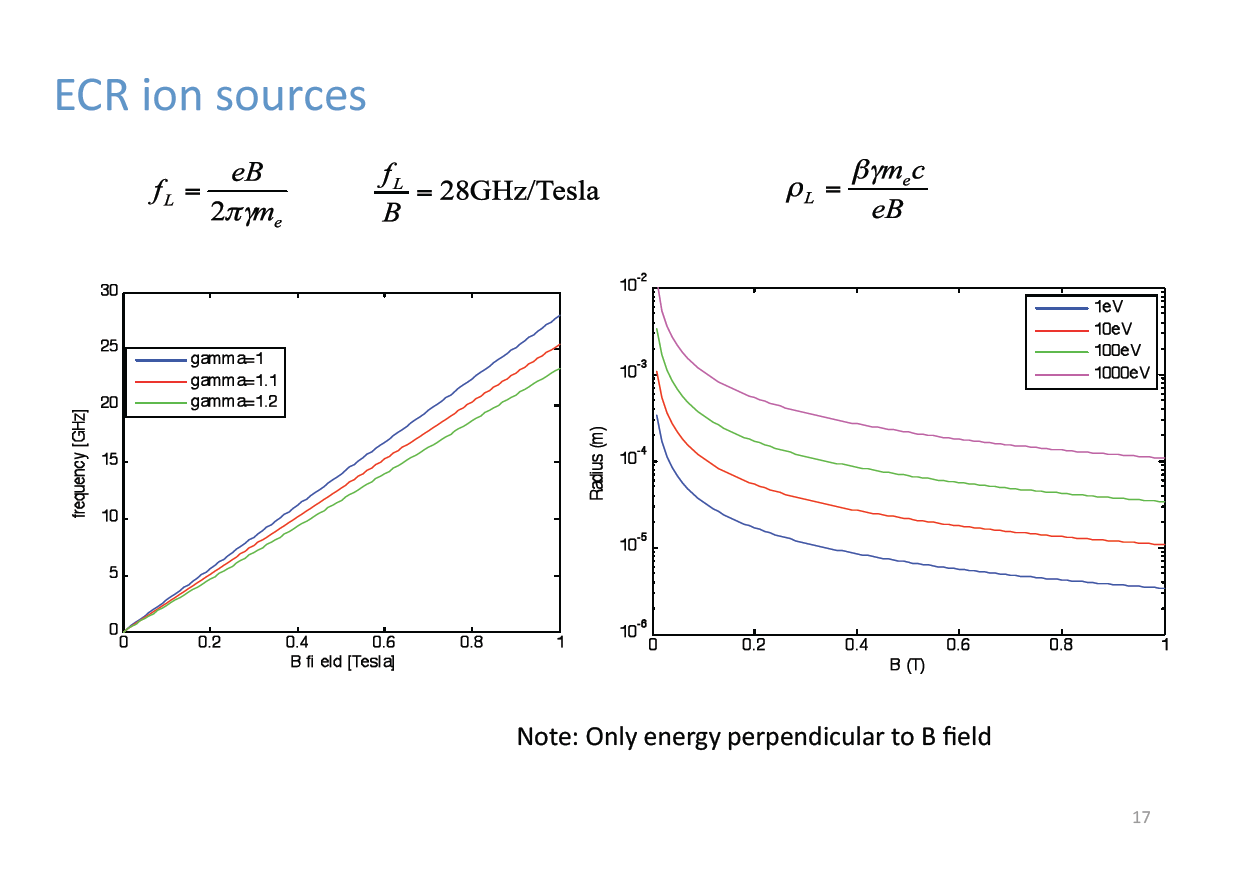 ECR ion sources
f_L = eB / 2πγm_e
f_L / B = 28GHz/Tesla
ρ_L = βγm_e c / eB
30
25
20
15
10
5
0
frequency [GHz]
gamma=1
gamma=1.1
gamma=1.2
0 0.2 0.4 0.6 0.8 1
B fi eld [Tesla]
10^-2
10^-3
10^-4
10^-5
10^-6
Radius (m)
1eV
10eV
100eV
1000eV
0 0.2 0.4 0.6 0.8 1
B (T)
Note: Only energy perpendicular to B field
17